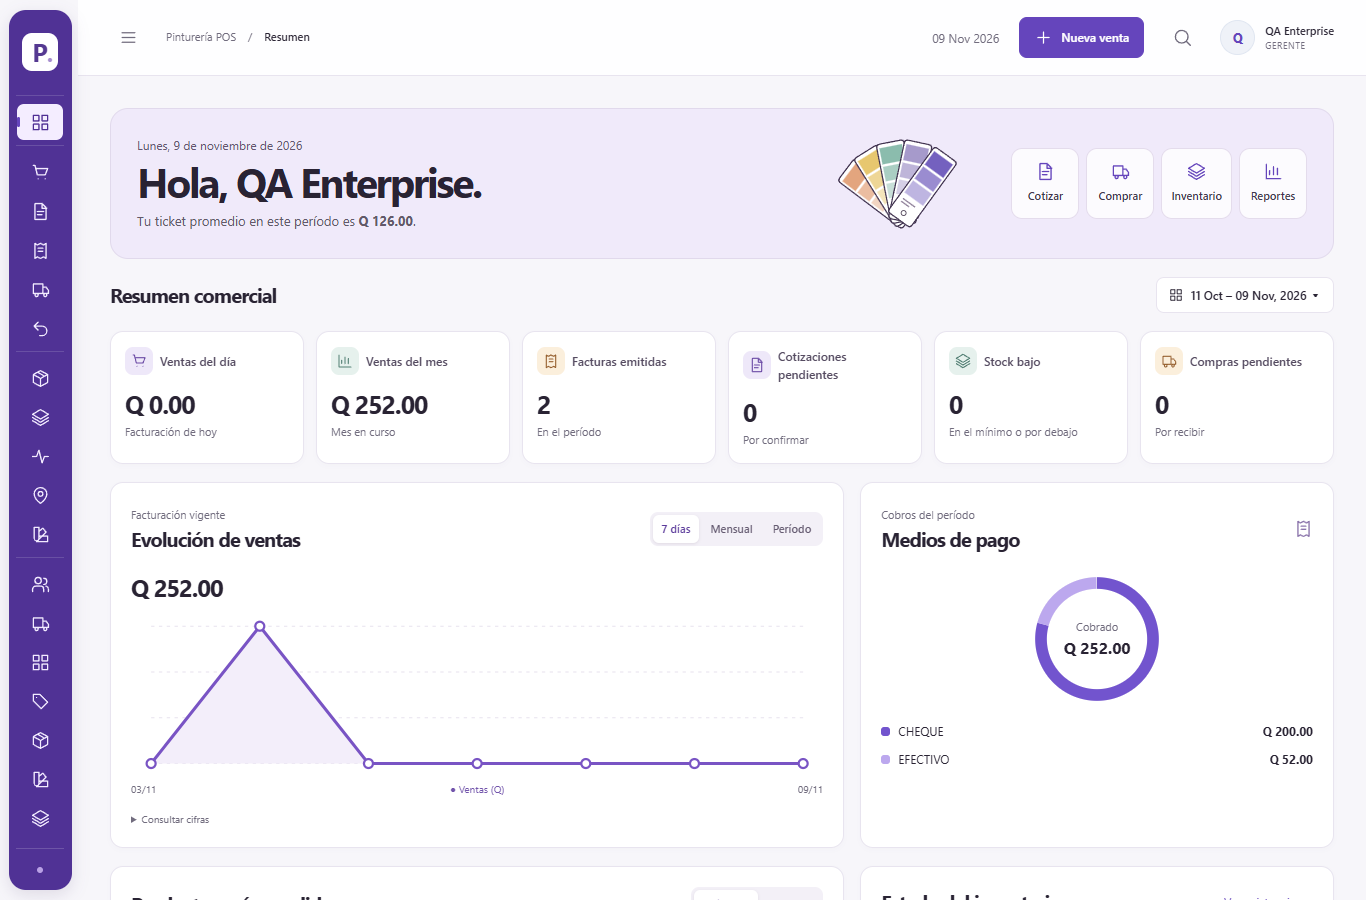 P.
Pinturería POS / Resumen
09 Nov 2026
Nueva venta
Q
QA Enterprise
GERENTE
Lunes, 9 de noviembre de 2026
Hola, QA Enterprise.
Tu ticket promedio en este período es Q 126.00.
Cotizar
Comprar
Inventario
Reportes
Resumen comercial
11 Oct – 09 Nov, 2026
Ventas del día
Q 0.00
Facturación de hoy
Ventas del mes
Q 252.00
Mes en curso
Facturas emitidas
2
En el período
Cotizaciones
pendientes
0
Por confirmar
Stock bajo
0
En el mínimo o por debajo
Compras pendientes
0
Por recibir
Facturación vigente
Evolución de ventas
7 días
Mensual
Período
Q 252.00
03/11
Ventas (Q)
09/11
Consultar cifras
Cobros del período
Medios de pago
Cobrado
Q 252.00
CHEQUE
Q 200.00
EFECTIVO
Q 52.00